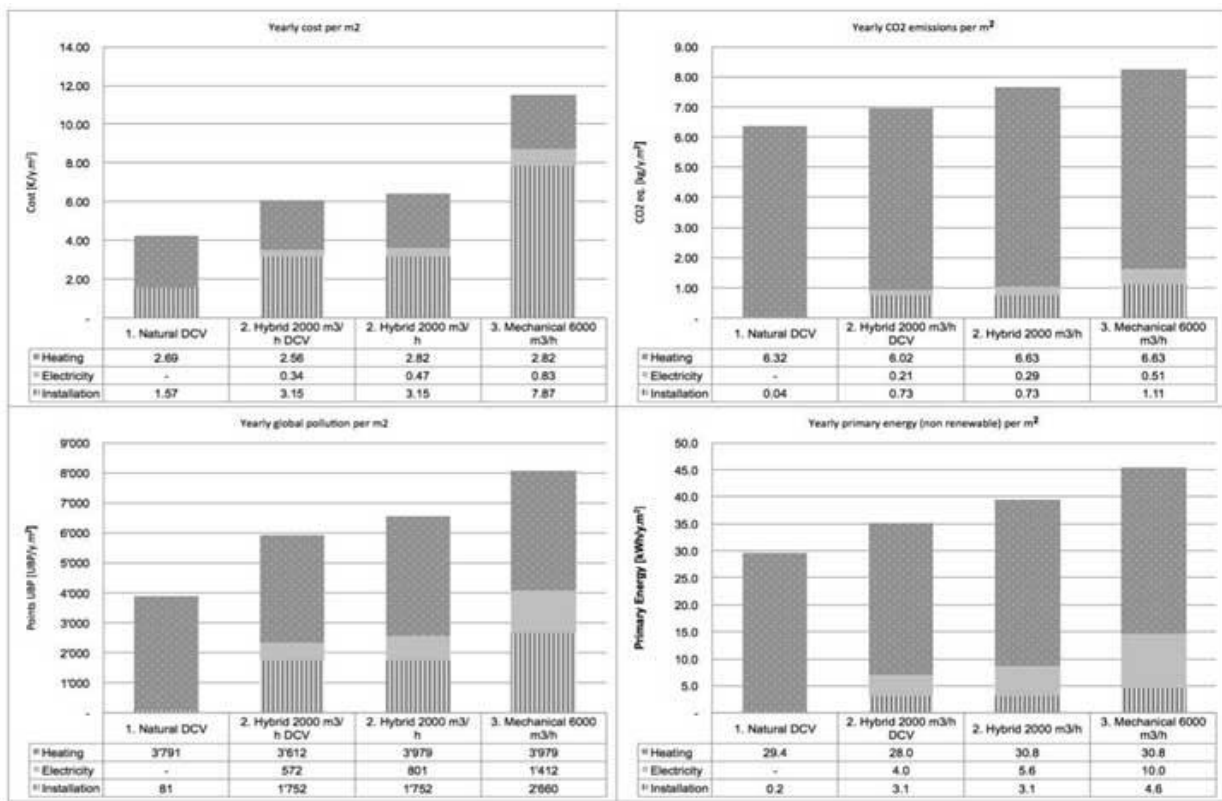 Yearly cost per m2
14.00
12.00
10.00
8.00
6.00
4.00
2.00
-
Cost [€/y.m²]
1. Natural DCV
2. Hybrid 2000 m3/
h DCV
2. Hybrid 2000 m3/
h
3. Mechanical 6000
m3/h
Heating 2.69 2.56 2.82 2.82
Electricity - 0.34 0.47 0.83
Installation 1.57 3.15 3.15 7.87
Yearly CO2 emissions per m²
9.00
8.00
7.00
6.00
5.00
4.00
3.00
2.00
1.00
-
CO2 eq. [kg/y.m²]
1. Natural DCV
2. Hybrid 2000 m3/h
DCV
2. Hybrid 2000 m3/h
3. Mechanical 6000
m3/h
Heating 6.32 6.02 6.63 6.63
Electricity - 0.21 0.29 0.51
Installation 0.04 0.73 0.73 1.11
Yearly global pollution per m2
9'000
8'000
7'000
6'000
5'000
4'000
3'000
2'000
1'000
-
Points UBP [UBP/y.m²]
1. Natural DCV
2. Hybrid 2000 m3/
h DCV
2. Hybrid 2000 m3/
h
3. Mechanical 6000
m3/h
Heating 3'791 3'612 3'979 3'979
Electricity - 572 801 1'412
Installation 81 1'752 1'752 2'660
Yearly primary energy (non renewable) per m²
50.0
45.0
40.0
35.0
30.0
25.0
20.0
15.0
10.0
5.0
-
Primary Energy [kWh/y.m²]
1. Natural DCV
2. Hybrid 2000 m3/h
DCV
2. Hybrid 2000 m3/h
3. Mechanical 6000
m3/h
Heating 29.4 28.0 30.8 30.8
Electricity - 4.0 5.6 10.0
Installation 0.2 3.1 3.1 4.6